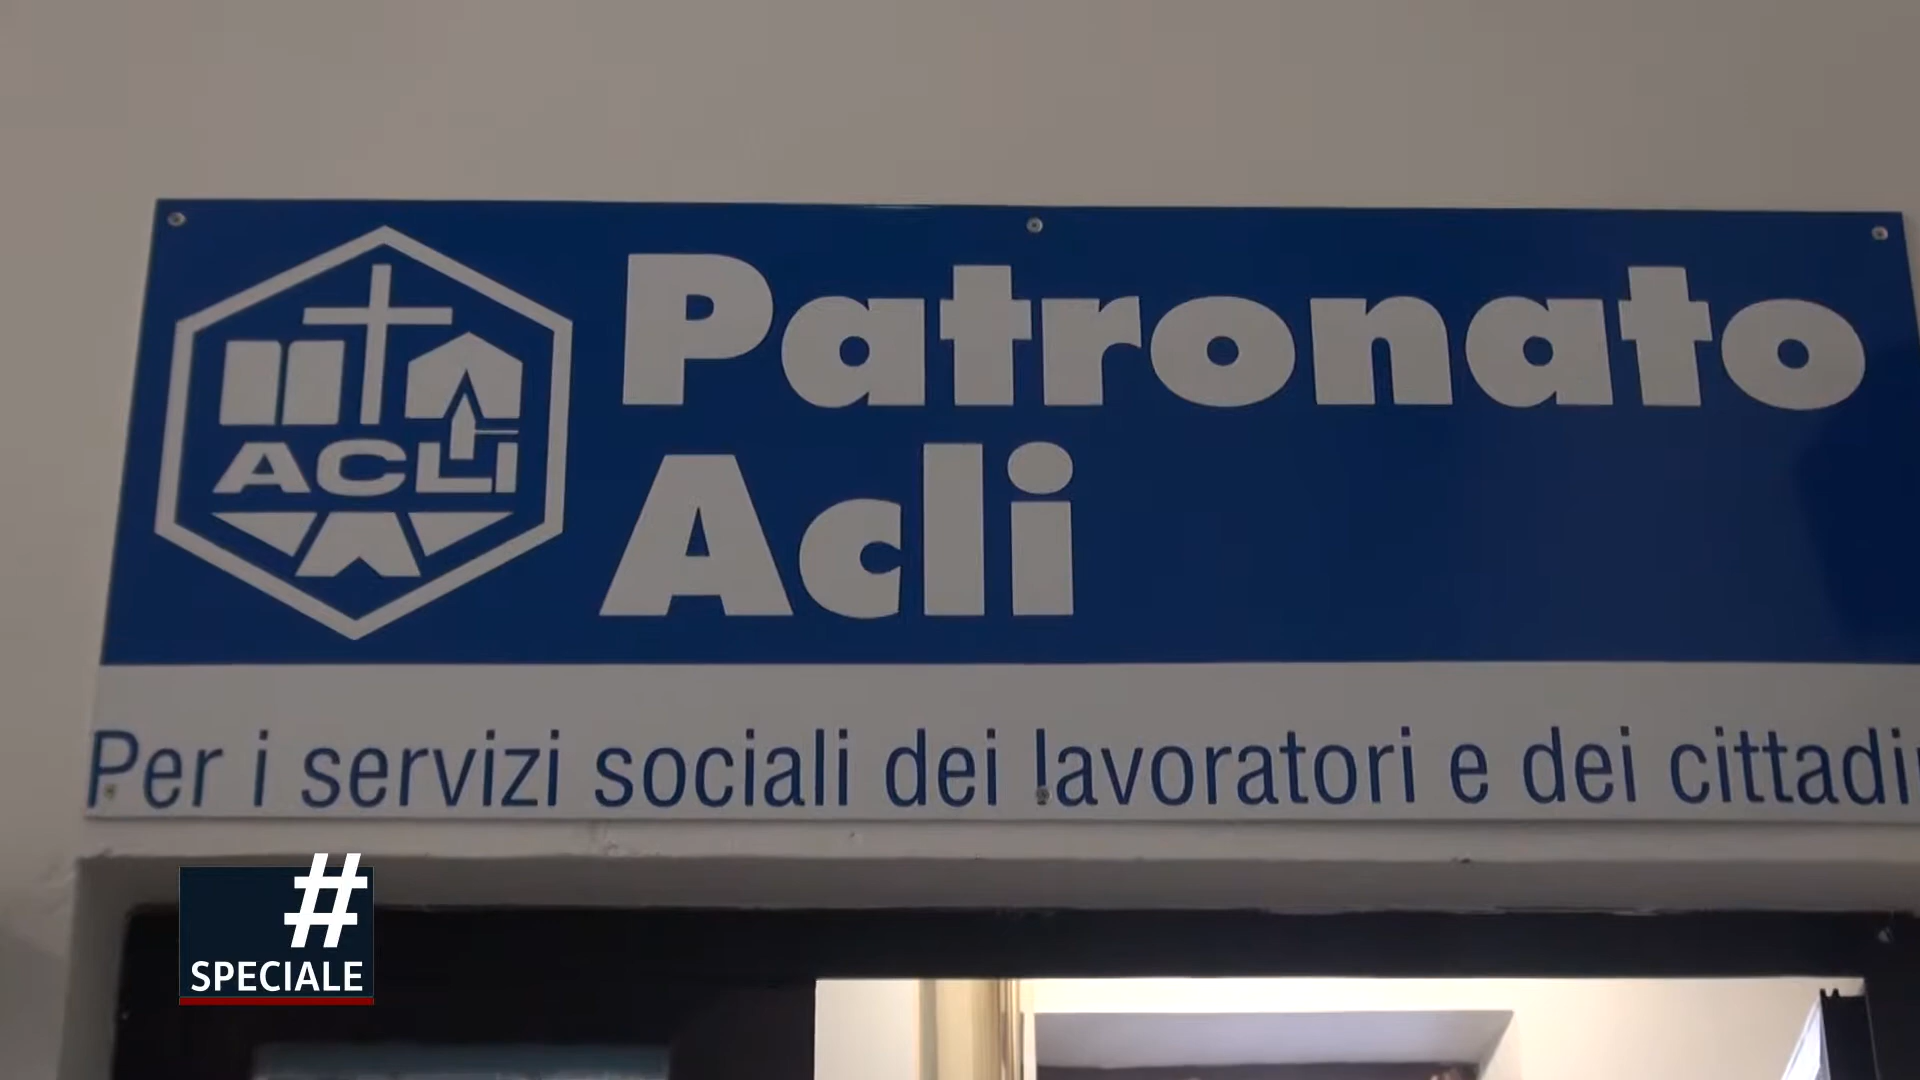 Patronato
ACLI
Acli
Per i servizi sociali dei lavoratori e dei cittadi
#
SPECIALE